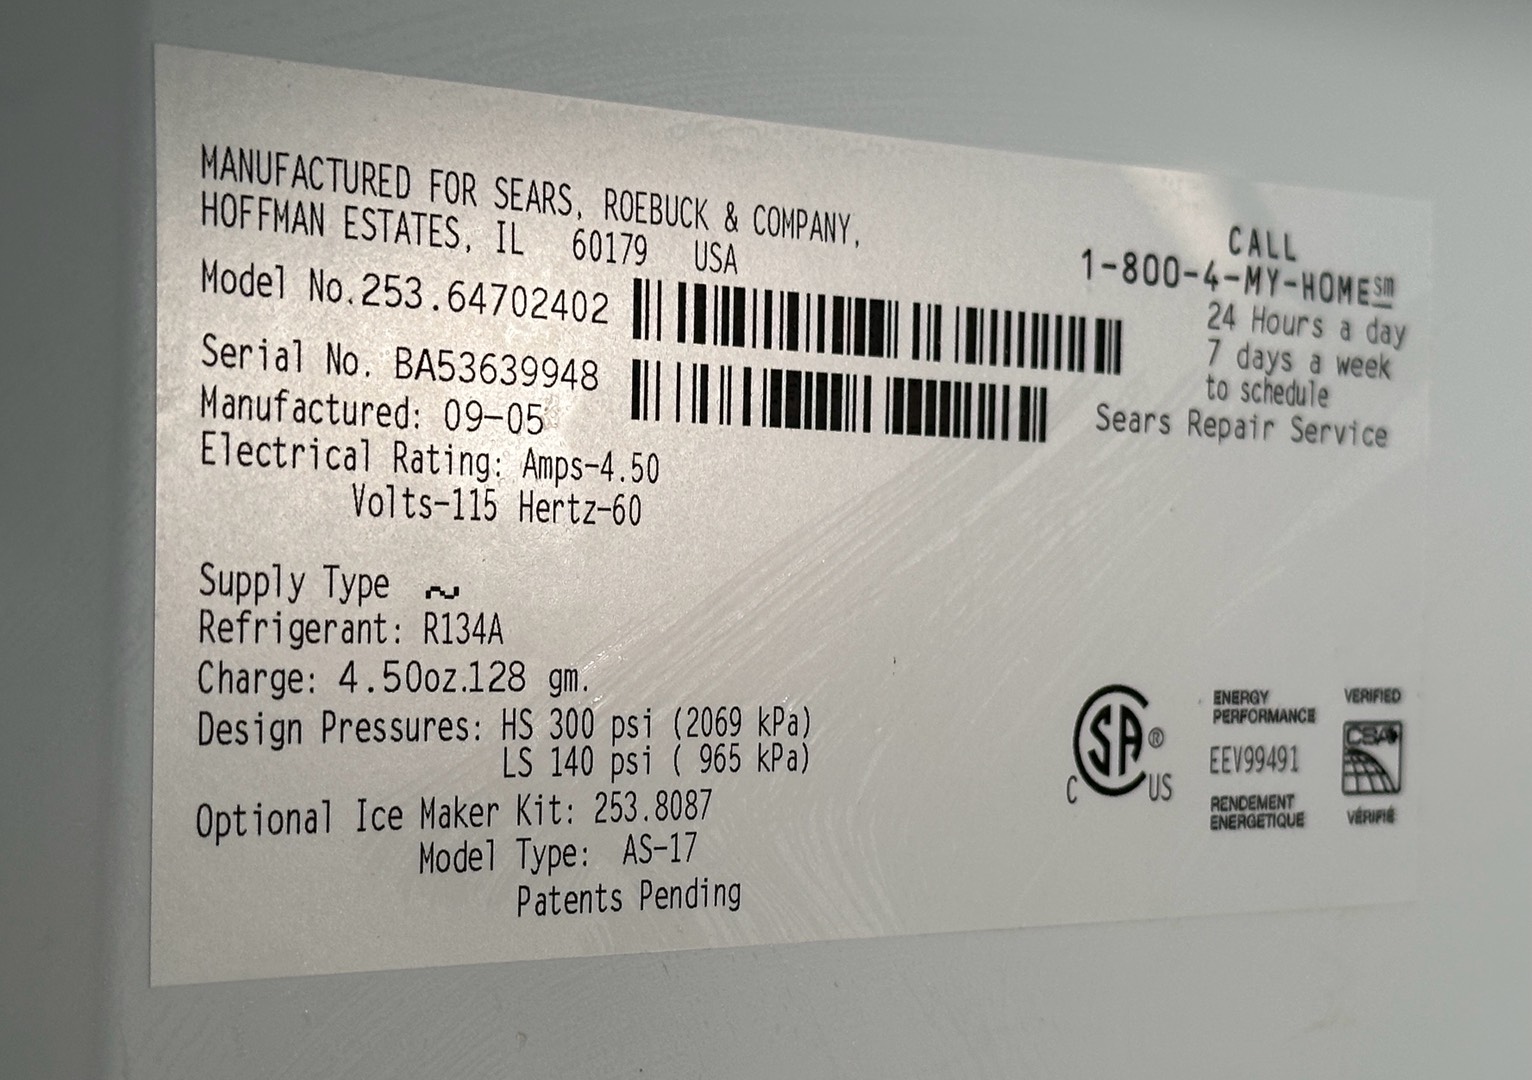 MANUFACTURED FOR SEARS, ROEBUCK & COMPANY,
HOFFMAN ESTATES, IL 60179 USA
Model No.253.64702402
Serial No. BA53639948
Manufactured: 09-05
Electrical Rating: Amps-4.50
Volts-115 Hertz-60
CALL
1-800-4-MY-HOME℠
24 Hours a day
7 days a week
to schedule
Sears Repair Service
Supply Type ~
Refrigerant: R134A
Charge: 4.50oz.128 gm.
Design Pressures: HS 300 psi (2069 kPa)
LS 140 psi ( 965 kPa)
Optional Ice Maker Kit: 253.8087
Model Type: AS-17
Patents Pending
C SA® US
ENERGY
PERFORMANCE
EEV99491
RENDEMENT
ENERGETIQUE
VERIFIED
CSA
VÉRIFIÉ